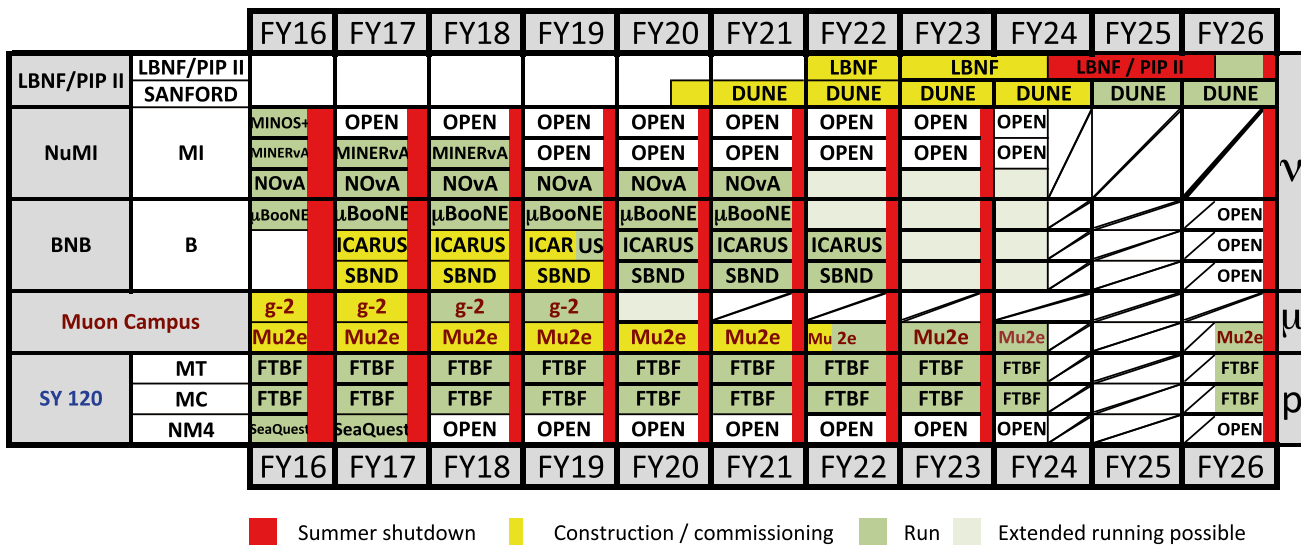 FY16 FY17 FY18 FY19 FY20 FY21 FY22 FY23 FY24 FY25 FY26
LBNF/PIP II LBNF/PIP II LBNF LBNF LBNF / PIP II
SANFORD DUNE DUNE DUNE DUNE DUNE DUNE
NuMI MI MINOS+ OPEN OPEN OPEN OPEN OPEN OPEN OPEN OPEN ν
MINERvA MINERvA MINERvA OPEN OPEN OPEN OPEN OPEN OPEN
NOvA NOvA NOvA NOvA NOvA NOvA
BNB B μBooNE μBooNE μBooNE μBooNE μBooNE μBooNE OPEN
ICARUS ICARUS ICARUS ICARUS ICARUS ICARUS OPEN
SBND SBND SBND SBND SBND SBND OPEN
Muon Campus g-2 g-2 g-2 g-2 μ
Mu2e Mu2e Mu2e Mu2e Mu2e Mu2e Mu2e Mu2e Mu2e Mu2e
SY 120 MT FTBF FTBF FTBF FTBF FTBF FTBF FTBF FTBF FTBF FTBF p
MC FTBF FTBF FTBF FTBF FTBF FTBF FTBF FTBF FTBF FTBF
NM4 SeaQuest SeaQuest OPEN OPEN OPEN OPEN OPEN OPEN OPEN OPEN
FY16 FY17 FY18 FY19 FY20 FY21 FY22 FY23 FY24 FY25 FY26
Summer shutdown Construction / commissioning Run Extended running possible